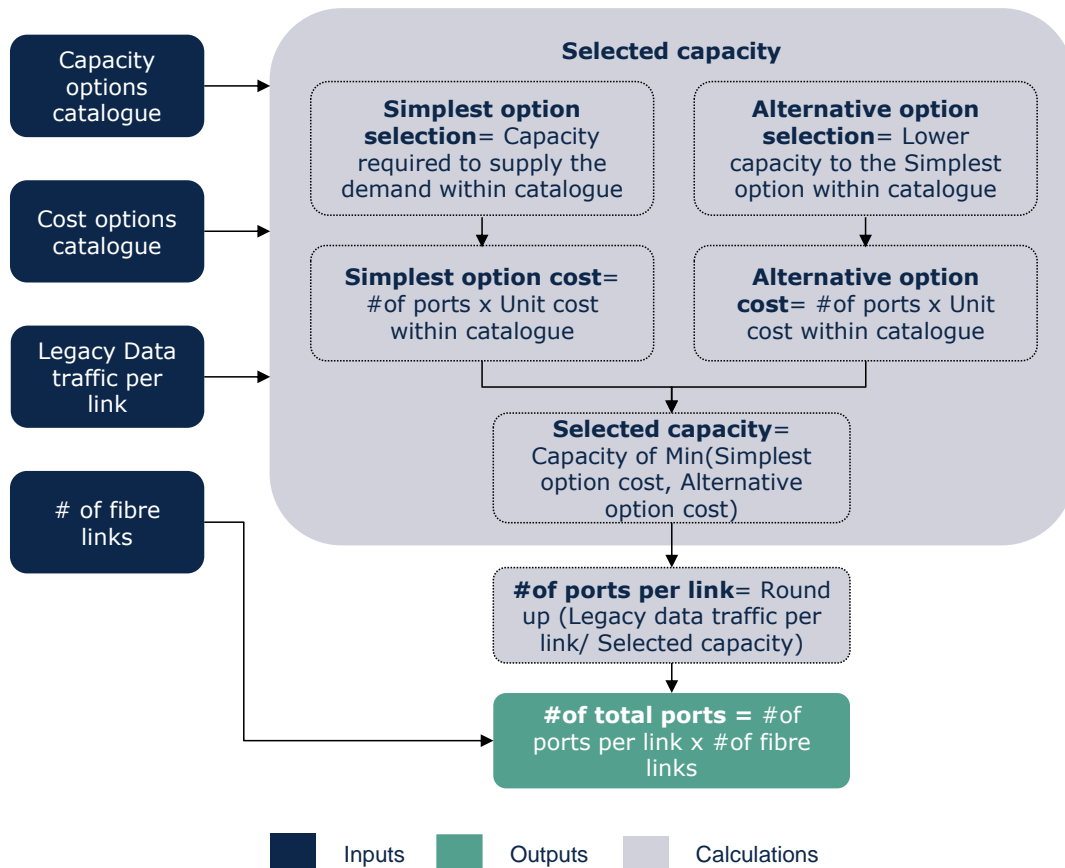 Capacity
options
catalogue
Cost options
catalogue
Legacy Data
traffic per
link
# of fibre
links
Selected capacity
Simplest option
selection= Capacity
required to supply the
demand within catalogue
Alternative option
selection= Lower
capacity to the Simplest
option within catalogue
Simplest option cost=
#of ports x Unit cost
within catalogue
Alternative option
cost= #of ports x Unit
cost within catalogue
Selected capacity=
Capacity of Min(Simplest
option cost, Alternative
option cost)
#of ports per link= Round
up (Legacy data traffic per
link/ Selected capacity)
#of total ports = #of
ports per link x #of fibre
links
Inputs
Outputs
Calculations